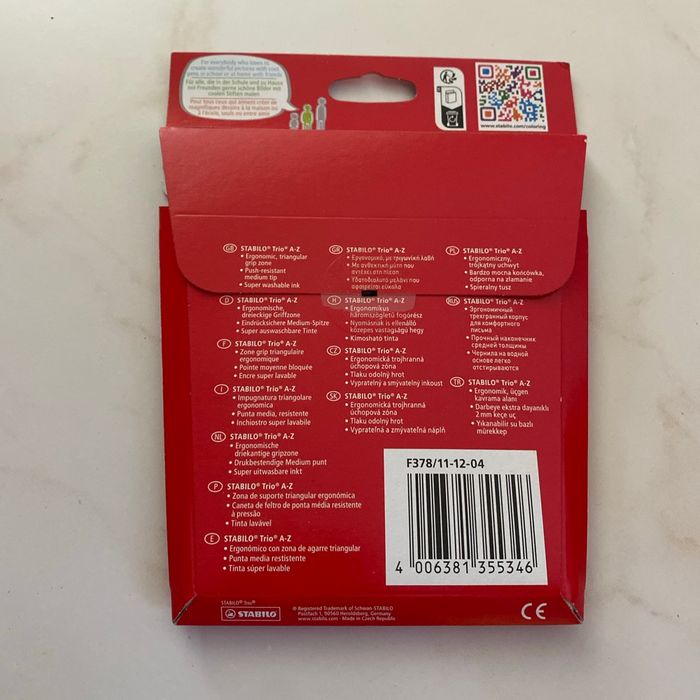 For everybody who loves to
create wonderful pictures with cool
pens in school or at home with friends
Für alle, die in der Schule und zu Hause
mit Freunden gerne schöne Bilder mit
coolen Stiften malen
Pour tous ceux qui aiment créer de
magnifiques dessins à la maison ou
à l'école, seuls ou entre amis
www.stabilo.com/coloring
GB STABILO® Trio® A-Z
• Ergonomic, triangular
grip zone
• Push-resistant
medium tip
• Super washable ink
D STABILO® Trio® A-Z
• Ergonomische,
dreieckige Griffzone
• Eindrücksichere Medium-Spitze
• Super auswaschbare Tinte
F STABILO® Trio® A-Z
• Zone grip triangulaire
ergonomique
• Pointe moyenne bloquée
• Encre super lavable
I STABILO® Trio® A-Z
• Impugnatura triangolare
ergonomica
• Punta media, resistente
• Inchiostro super lavabile
NL STABILO® Trio® A-Z
• Ergonomische
driekantige gripzone
• Drukbestendige Medium punt
• Super uitwasbare inkt
P STABILO® Trio® A-Z
• Zona de suporte triangular ergonómica
• Caneta de feltro de ponta média resistente
à pressão
• Tinta lavável
E STABILO® Trio® A-Z
• Ergonómico con zona de agarre triangular
• Punta media restistente
• Tinta súper lavable
GR STABILO® Trio® A-Z
• Εργονομικό, με τριγωνική λαβή
• Με ανθεκτική μύτη που
αντέχει στη πίεση
• Υδατοδιαλυτό μελάνι που
αφαιρείται εύκολα
H STABILO® Trio® A-Z
• Ergonomikus
háromszögletű fogórész
• Nyomásnak is ellenálló
közepes vastagságú hegy
• Kimosható tinta
CZ STABILO® Trio® A-Z
• Ergonomická trojhranná
úchopová zóna
• Tlaku odolný hrot
• Vypratelný a smývatelný inkoust
SK STABILO® Trio® A-Z
• Ergonomická trojhranná
úchopová zóna
• Tlaku odolný hrot
• Vyprateľná a zmývateľná náplň
PL STABILO® Trio® A-Z
• Ergonomiczny,
trójkątny uchwyt
• Bardzo mocna końcówka,
odporna na złamanie
• Spieralny tusz
RUS STABILO® Trio® A-Z
• Эргономичный
трехгранный корпус
для комфортного
письма
• Прочный наконечник
средней толщины
• Чернила на водной
основе легко
отстирываются
TR STABILO® Trio® A-Z
• Ergonomik, üçgen
kavrama alanı
• Darbeye ekstra dayanıklı
2 mm keçe uç
• Yıkanabilir su bazlı
mürekkep
F378/11-12-04
4 006381 355346
STABILO® Trio®
STABILO
® Registered Trademark of Schwan-STABILO
Postfach 1, 90560 Heroldsberg, Germany
www.stabilo.com Made in Czech Republic
CE